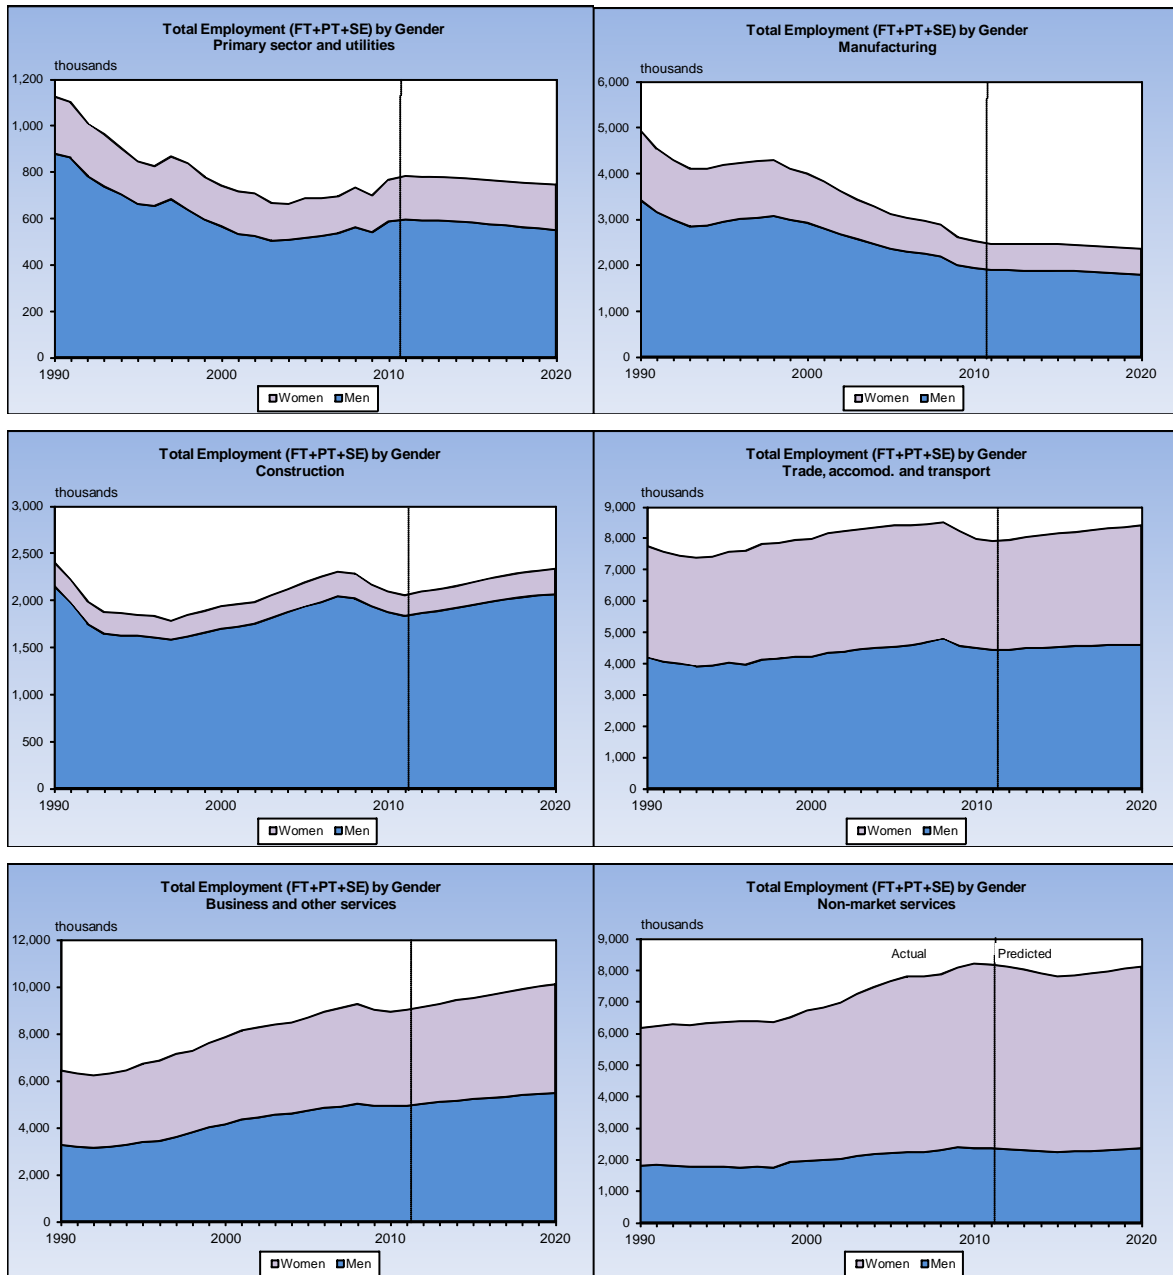 Total Employment (FT+PT+SE) by Gender
Primary sector and utilities
thousands
1,200
1,000
800
600
400
200
0
1990 2000 2010 2020
Women Men
Total Employment (FT+PT+SE) by Gender
Manufacturing
thousands
6,000
5,000
4,000
3,000
2,000
1,000
0
1990 2000 2010 2020
Women Men
Total Employment (FT+PT+SE) by Gender
Construction
thousands
3,000
2,500
2,000
1,500
1,000
500
0
1990 2000 2010 2020
Women Men
Total Employment (FT+PT+SE) by Gender
Trade, accomod. and transport
thousands
9,000
8,000
7,000
6,000
5,000
4,000
3,000
2,000
1,000
0
1990 2000 2010 2020
Women Men
Total Employment (FT+PT+SE) by Gender
Business and other services
thousands
12,000
10,000
8,000
6,000
4,000
2,000
0
1990 2000 2010 2020
Women Men
Total Employment (FT+PT+SE) by Gender
Non-market services
thousands
9,000
Actual Predicted
8,000
7,000
6,000
5,000
4,000
3,000
2,000
1,000
0
1990 2000 2010 2020
Women Men